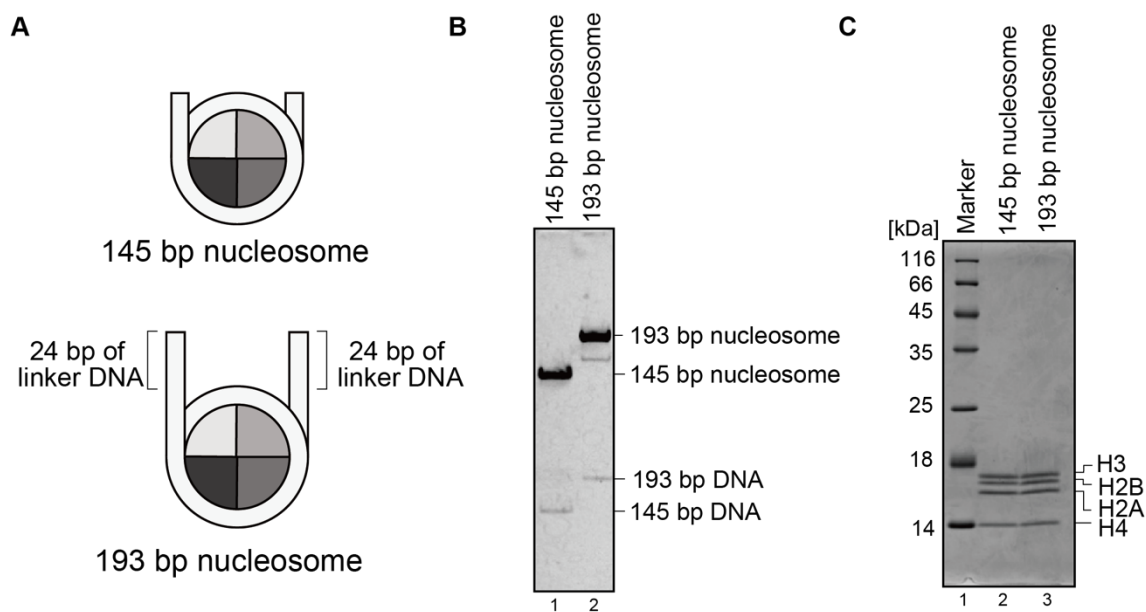 A
145 bp nucleosome
24 bp of
linker DNA
24 bp of
linker DNA
193 bp nucleosome
B
145 bp nucleosome
193 bp nucleosome
193 bp nucleosome
145 bp nucleosome
193 bp DNA
145 bp DNA
1 2
C
Marker
145 bp nucleosome
193 bp nucleosome
[kDa]
116
66
45
35
25
18
14
H3
H2B
H2A
H4
1 2 3